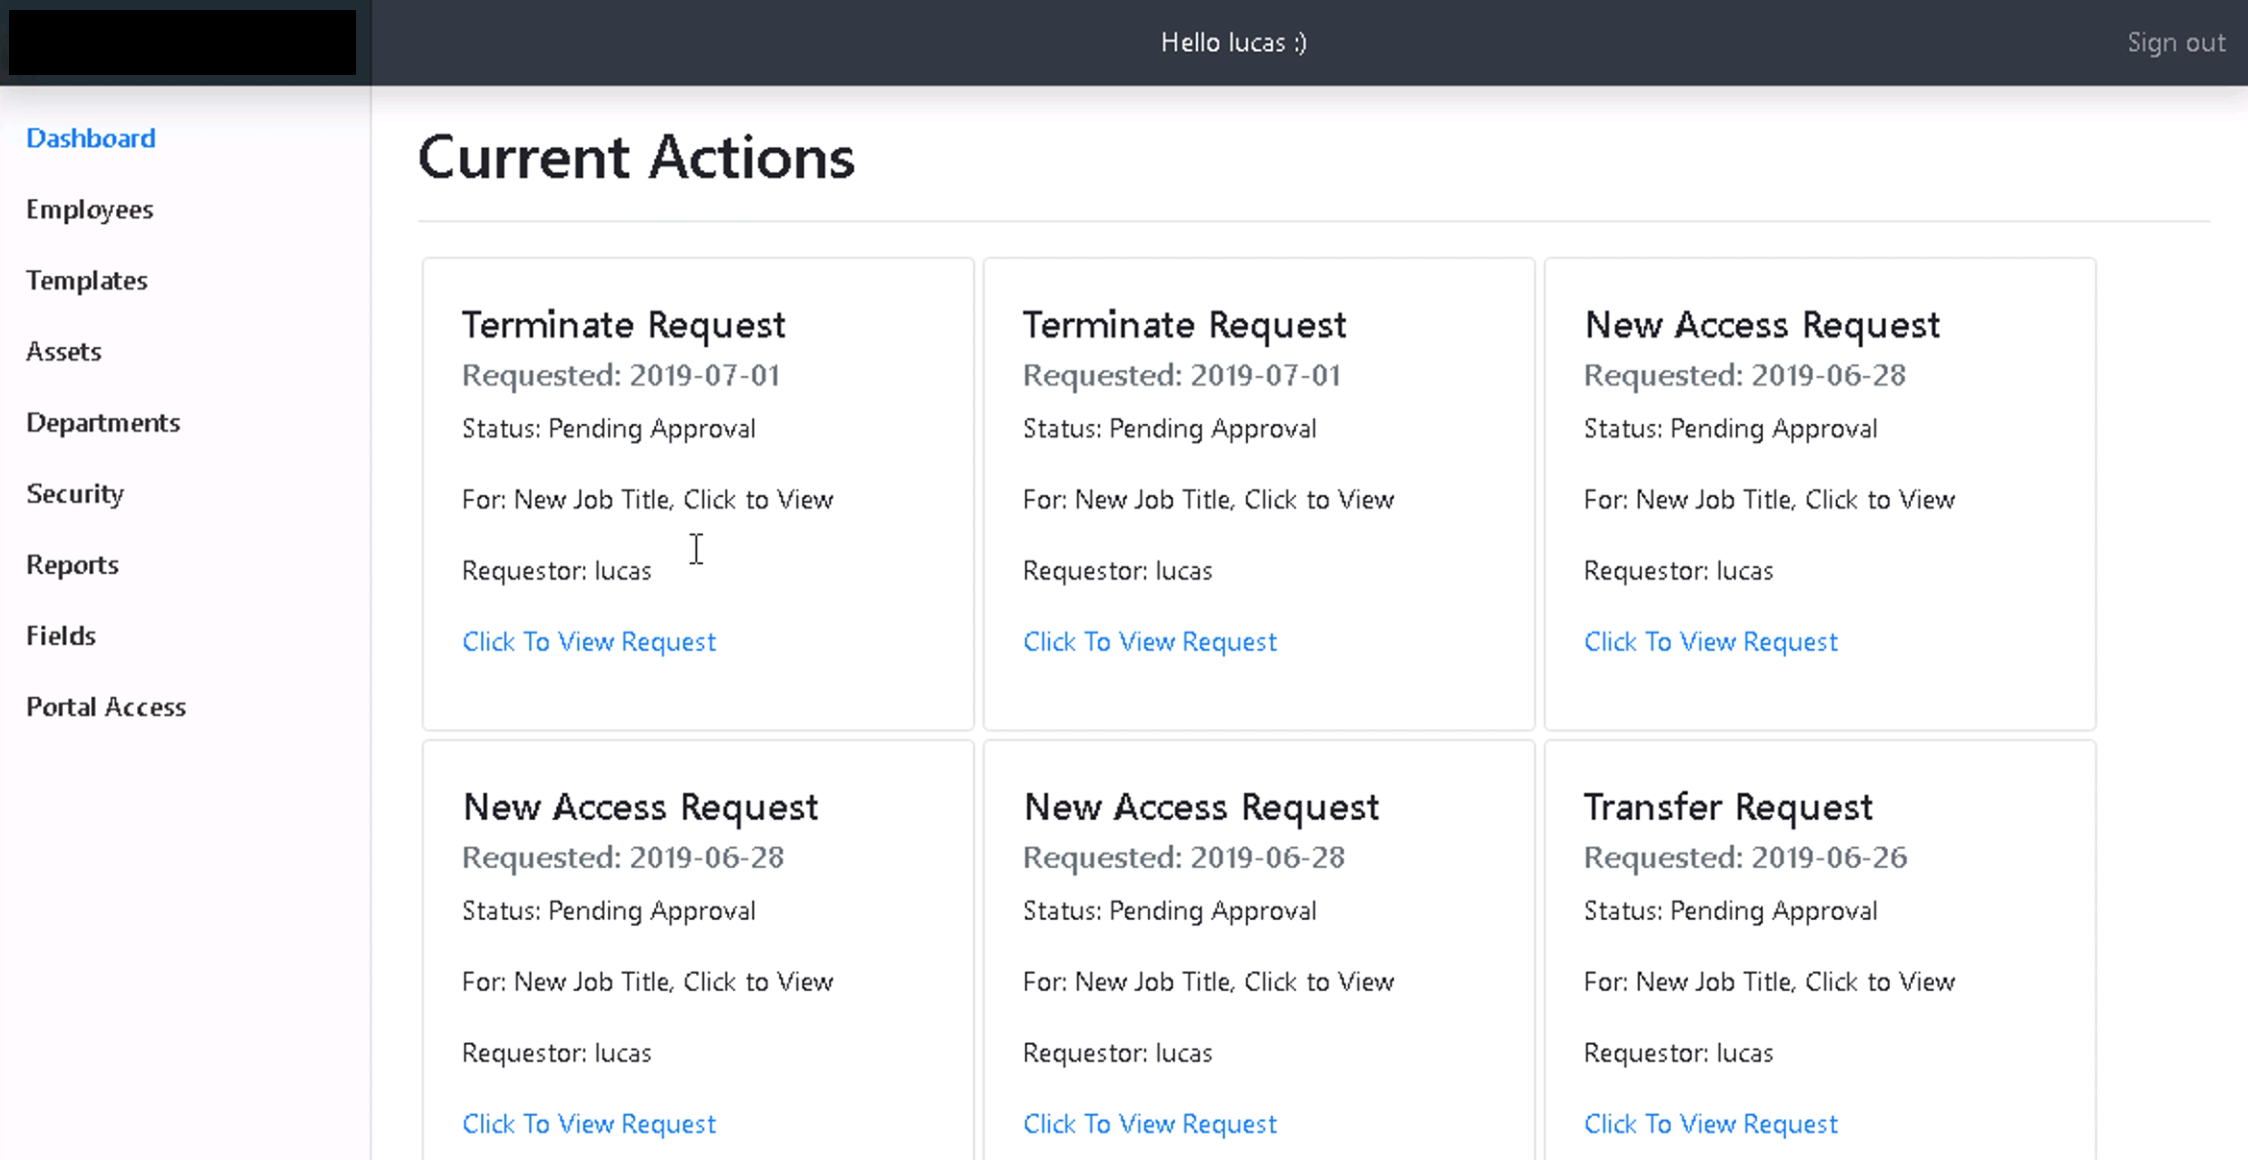 Hello lucas :)
Sign out
Dashboard
Employees
Templates
Assets
Departments
Security
Reports
Fields
Portal Access
Current Actions
Terminate Request
Requested: 2019-07-01
Status: Pending Approval
For: New Job Title, Click to View
Requestor: lucas
Click To View Request
Terminate Request
Requested: 2019-07-01
Status: Pending Approval
For: New Job Title, Click to View
Requestor: lucas
Click To View Request
New Access Request
Requested: 2019-06-28
Status: Pending Approval
For: New Job Title, Click to View
Requestor: lucas
Click To View Request
New Access Request
Requested: 2019-06-28
Status: Pending Approval
For: New Job Title, Click to View
Requestor: lucas
Click To View Request
New Access Request
Requested: 2019-06-28
Status: Pending Approval
For: New Job Title, Click to View
Requestor: lucas
Click To View Request
Transfer Request
Requested: 2019-06-26
Status: Pending Approval
For: New Job Title, Click to View
Requestor: lucas
Click To View Request